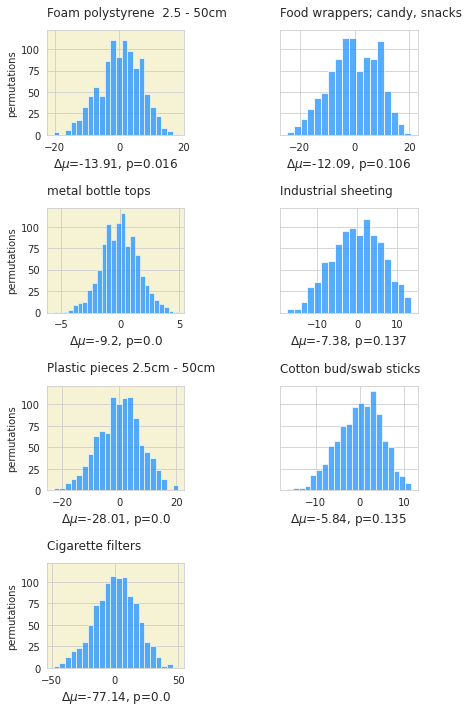 Foam polystyrene  2.5 - 50cm
permutations
100
75
50
25
0
−20
0
20
Δμ=-13.91, p=0.016
Food wrappers; candy, snacks
−20
0
20
Δμ=-12.09, p=0.106
metal bottle tops
permutations
100
75
50
25
0
−5
0
5
Δμ=-9.2, p=0.0
Industrial sheeting
−10
0
10
Δμ=-7.38, p=0.137
Plastic pieces 2.5cm - 50cm
permutations
100
75
50
25
0
−20
0
20
Δμ=-28.01, p=0.0
Cotton bud/swab sticks
−10
0
10
Δμ=-5.84, p=0.135
Cigarette filters
permutations
100
75
50
25
0
−50
0
50
Δμ=-77.14, p=0.0